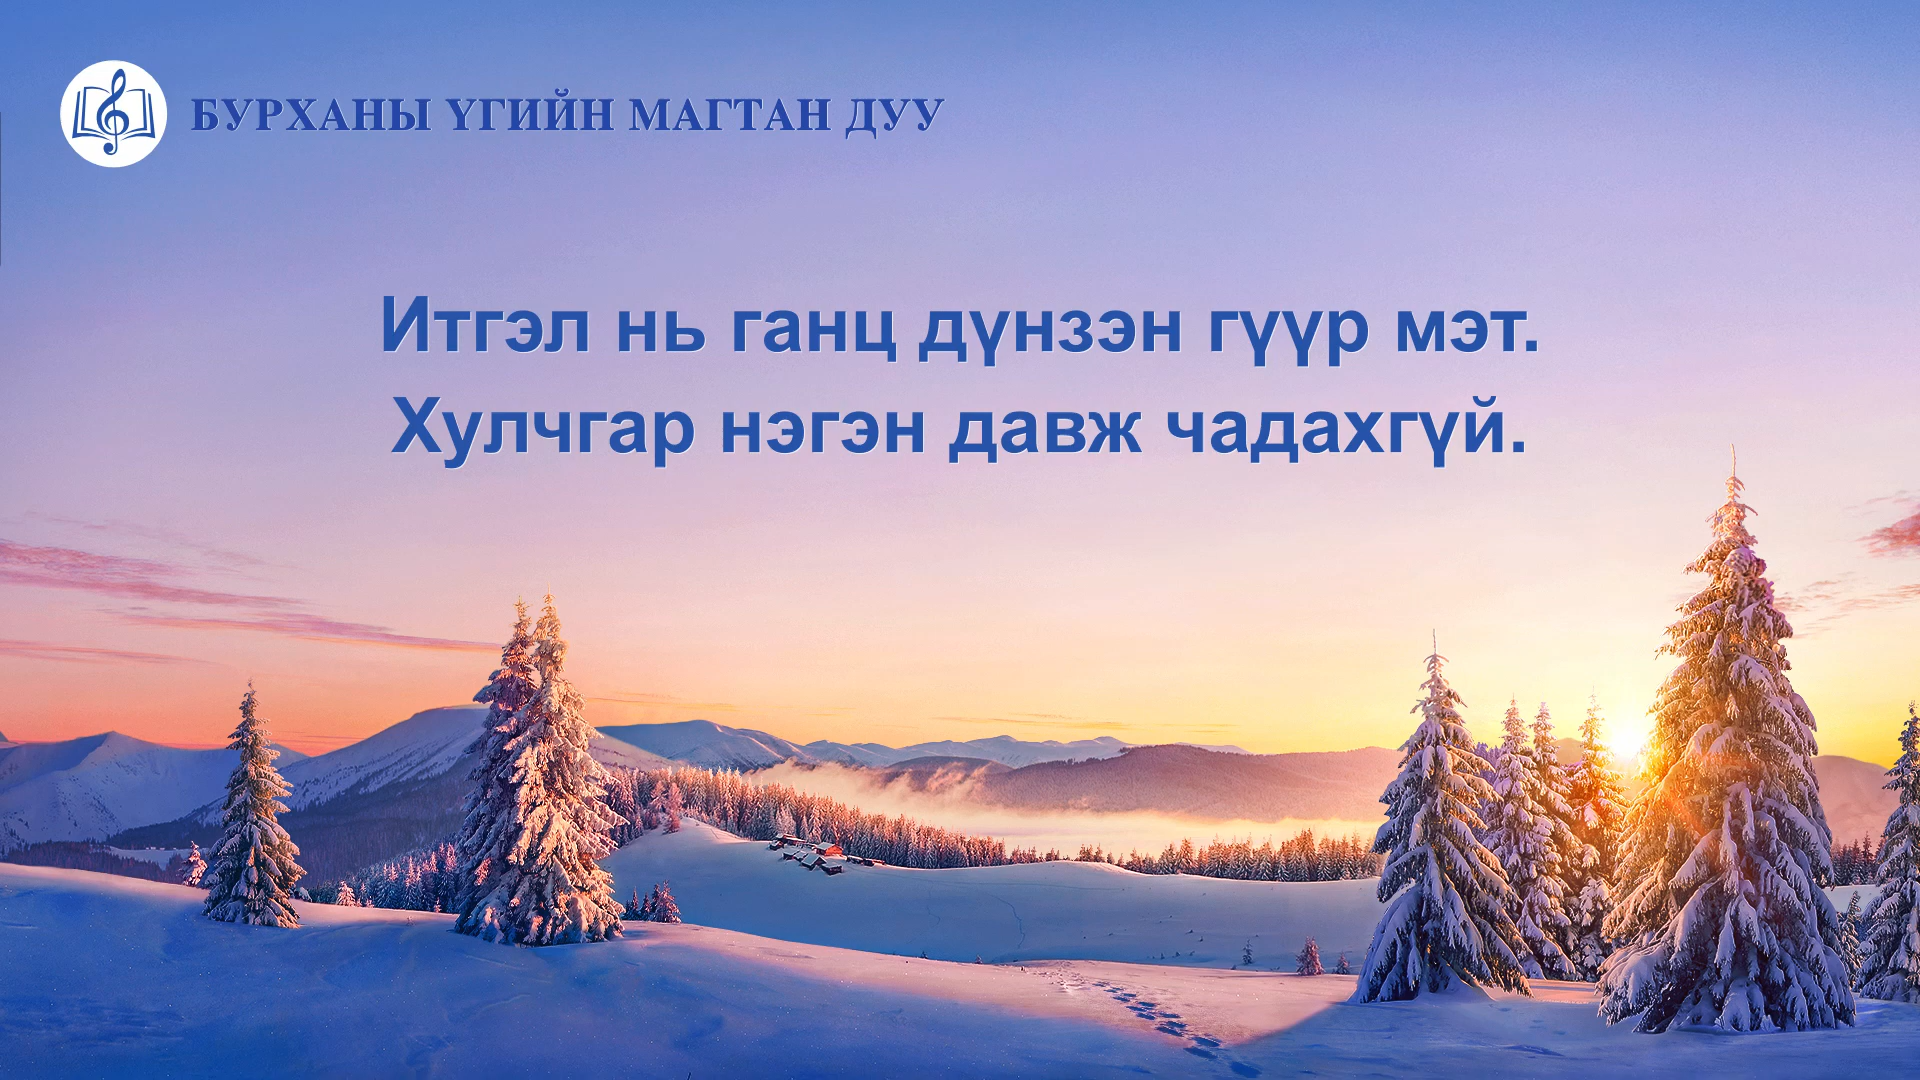 БУРХАНЫ ҮГИЙН МАГТАН ДУУ
Итгэл нь ганц дүнзэн гүүр мэт.
Хулчгар нэгэн давж чадахгүй.